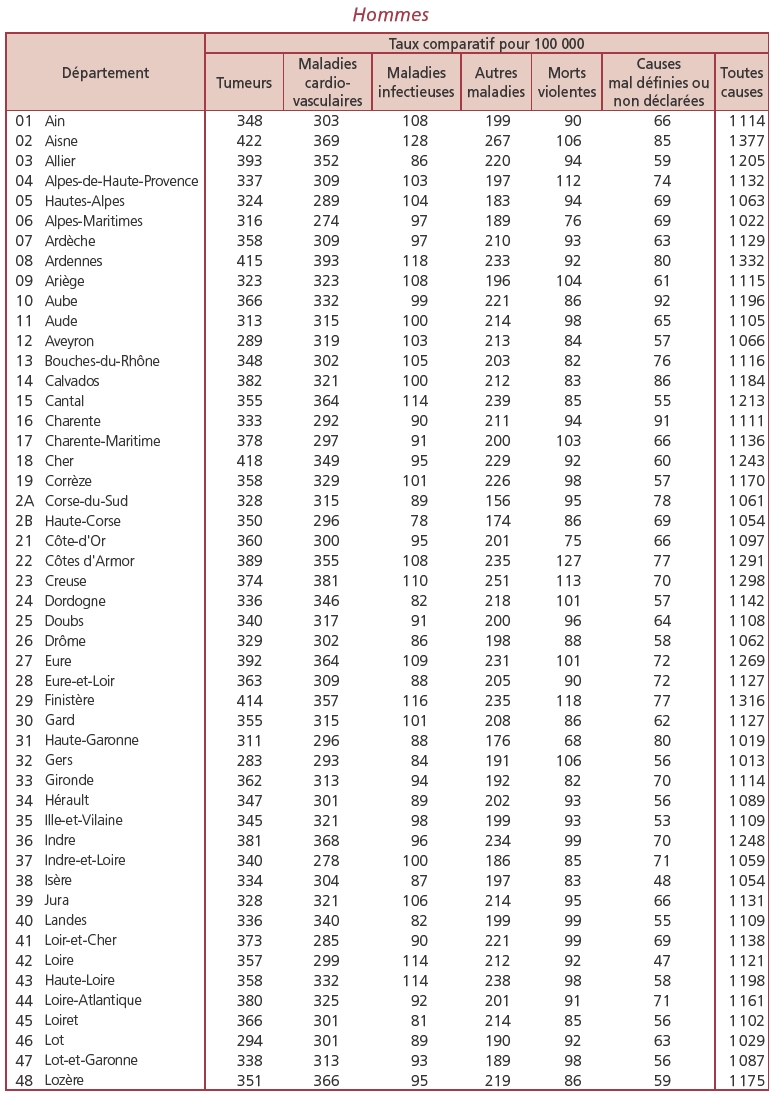 Hommes
Taux comparatif pour 100 000
Département
Tumeurs
Maladies
cardio-
vasculaires
Maladies
infectieuses
Autres
maladies
Morts
violentes
Causes
mal définies ou
non déclarées
Toutes
causes
01 Ain 348 303 108 199 90 66 1 114
02 Aisne 422 369 128 267 106 85 1 377
03 Allier 393 352 86 220 94 59 1 205
04 Alpes-de-Haute-Provence 337 309 103 197 112 74 1 132
05 Hautes-Alpes 324 289 104 183 94 69 1 063
06 Alpes-Maritimes 316 274 97 189 76 69 1 022
07 Ardèche 358 309 97 210 93 63 1 129
08 Ardennes 415 393 118 233 92 80 1 332
09 Ariège 323 323 108 196 104 61 1 115
10 Aube 366 332 99 221 86 92 1 196
11 Aude 313 315 100 214 98 65 1 105
12 Aveyron 289 319 103 213 84 57 1 066
13 Bouches-du-Rhône 348 302 105 203 82 76 1 116
14 Calvados 382 321 100 212 83 86 1 184
15 Cantal 355 364 114 239 85 55 1 213
16 Charente 333 292 90 211 94 91 1 111
17 Charente-Maritime 378 297 91 200 103 66 1 136
18 Cher 418 349 95 229 92 60 1 243
19 Corrèze 358 329 101 226 98 57 1 170
2A Corse-du-Sud 328 315 89 156 95 78 1 061
2B Haute-Corse 350 296 78 174 86 69 1 054
21 Côte-d'Or 360 300 95 201 75 66 1 097
22 Côtes d'Armor 389 355 108 235 127 77 1 291
23 Creuse 374 381 110 251 113 70 1 298
24 Dordogne 336 346 82 218 101 57 1 142
25 Doubs 340 317 91 200 96 64 1 108
26 Drôme 329 302 86 198 88 58 1 062
27 Eure 392 364 109 231 101 72 1 269
28 Eure-et-Loir 363 309 88 205 90 72 1 127
29 Finistère 414 357 116 235 118 77 1 316
30 Gard 355 315 101 208 86 62 1 127
31 Haute-Garonne 311 296 88 176 68 80 1 019
32 Gers 283 293 84 191 106 56 1 013
33 Gironde 362 313 94 192 82 70 1 114
34 Hérault 347 301 89 202 93 56 1 089
35 Ille-et-Vilaine 345 321 98 199 93 53 1 109
36 Indre 381 368 96 234 99 70 1 248
37 Indre-et-Loire 340 278 100 186 85 71 1 059
38 Isère 334 304 87 197 83 48 1 054
39 Jura 328 321 106 214 95 66 1 131
40 Landes 336 340 82 199 99 55 1 109
41 Loir-et-Cher 373 285 90 221 99 69 1 138
42 Loire 357 299 114 212 92 47 1 121
43 Haute-Loire 358 332 114 238 98 58 1 198
44 Loire-Atlantique 380 325 92 201 91 71 1 161
45 Loiret 366 301 81 214 85 56 1 102
46 Lot 294 301 89 190 92 63 1 029
47 Lot-et-Garonne 338 313 93 189 98 56 1 087
48 Lozère 351 366 95 219 86 59 1 175